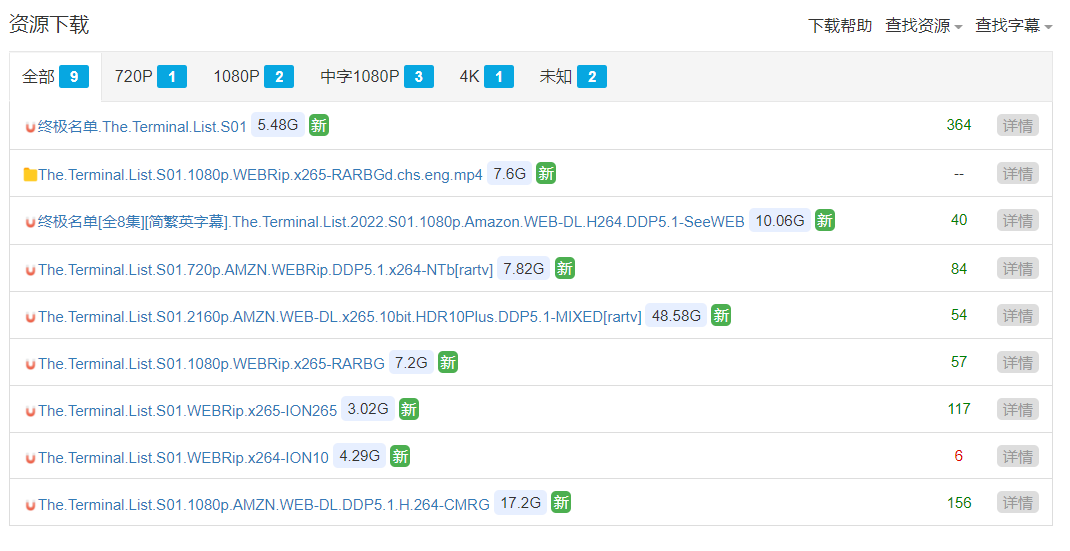 资源下载 下载帮助 查找资源 查找字幕
全部 9 720P 1 1080P 2 中字1080P 3 4K 1 未知 2
终极名单.The.Terminal.List.S01 5.48G 新 364 详情
The.Terminal.List.S01.1080p.WEBRip.x265-RARBGd.chs.eng.mp4 7.6G 新 -- 详情
终极名单[全8集][简繁英字幕].The.Terminal.List.2022.S01.1080p.Amazon.WEB-DL.H264.DDP5.1-SeeWEB 10.06G 新 40 详情
The.Terminal.List.S01.720p.AMZN.WEBRip.DDP5.1.x264-NTb[rartv] 7.82G 新 84 详情
The.Terminal.List.S01.2160p.AMZN.WEB-DL.x265.10bit.HDR10Plus.DDP5.1-MIXED[rartv] 48.58G 新 54 详情
The.Terminal.List.S01.1080p.WEBRip.x265-RARBG 7.2G 新 57 详情
The.Terminal.List.S01.WEBRip.x265-ION265 3.02G 新 117 详情
The.Terminal.List.S01.WEBRip.x264-ION10 4.29G 新 6 详情
The.Terminal.List.S01.1080p.AMZN.WEB-DL.DDP5.1.H.264-CMRG 17.2G 新 156 详情